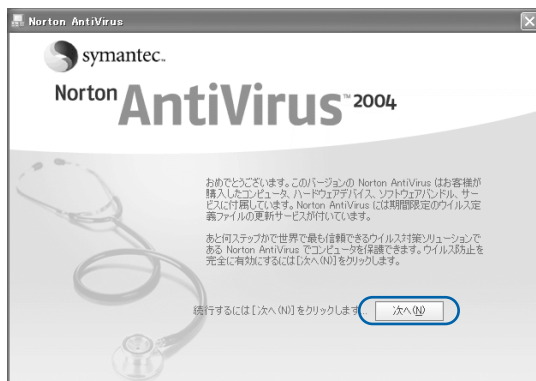 Norton AntiVirus
symantec.
Norton AntiVirus™ 2004
おめでとうございます。このバージョンの Norton AntiVirus はお客様が
購入したコンピュータ、ハードウェアデバイス、ソフトウェアバンドル、サー
ビスに付属しています。Norton AntiVirus には期間限定のウイルス定
義ファイルの更新サービスが付いています。
あと何ステップかで世界で最も信頼できるウイルス対策ソリューションで
ある Norton AntiVirus でコンピュータを保護できます。ウイルス防止を
完全に有効にするには[次へ(N)]をクリックします。
続行するには[次へ(N)]をクリックします... 次へ(N)